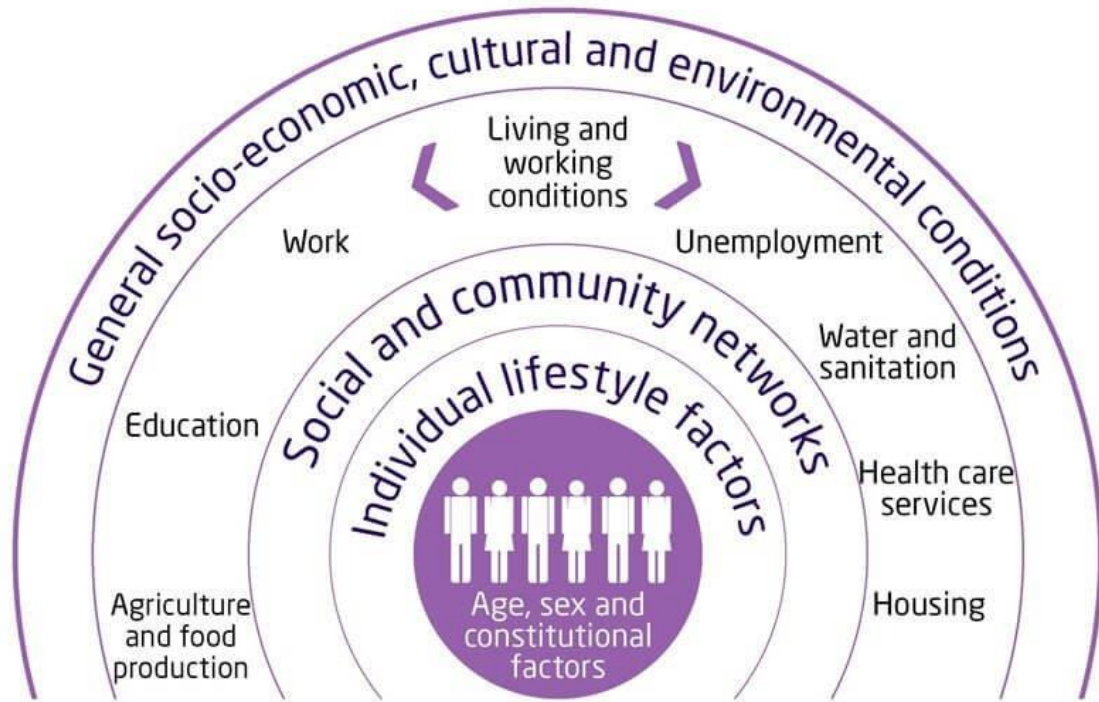 General socio-economic, cultural and environmental conditions
Living and
working
conditions
Work
Unemployment
Social and community networks
Water and
sanitation
Individual lifestyle factors
Education
Health care
services
Agriculture
and food
production
Housing
Age, sex and
constitutional
factors